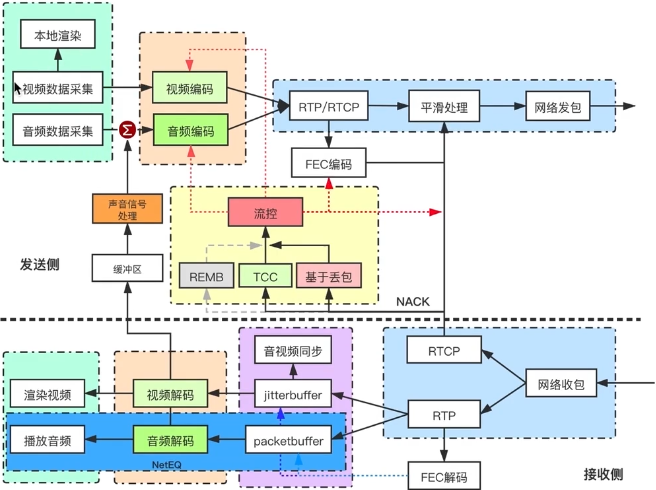 本地渲染
视频数据采集
音频数据采集
Σ
视频编码
音频编码
RTP/RTCP
平滑处理
网络发包
FEC编码
声音信号
处理
流控
缓冲区
REMB
TCC
基于丢包
NACK
发送侧
音视频同步
RTCP
网络收包
渲染视频
视频解码
jitterbuffer
RTP
播放音频
音频解码
packetbuffer
NetEQ
FEC解码
接收侧